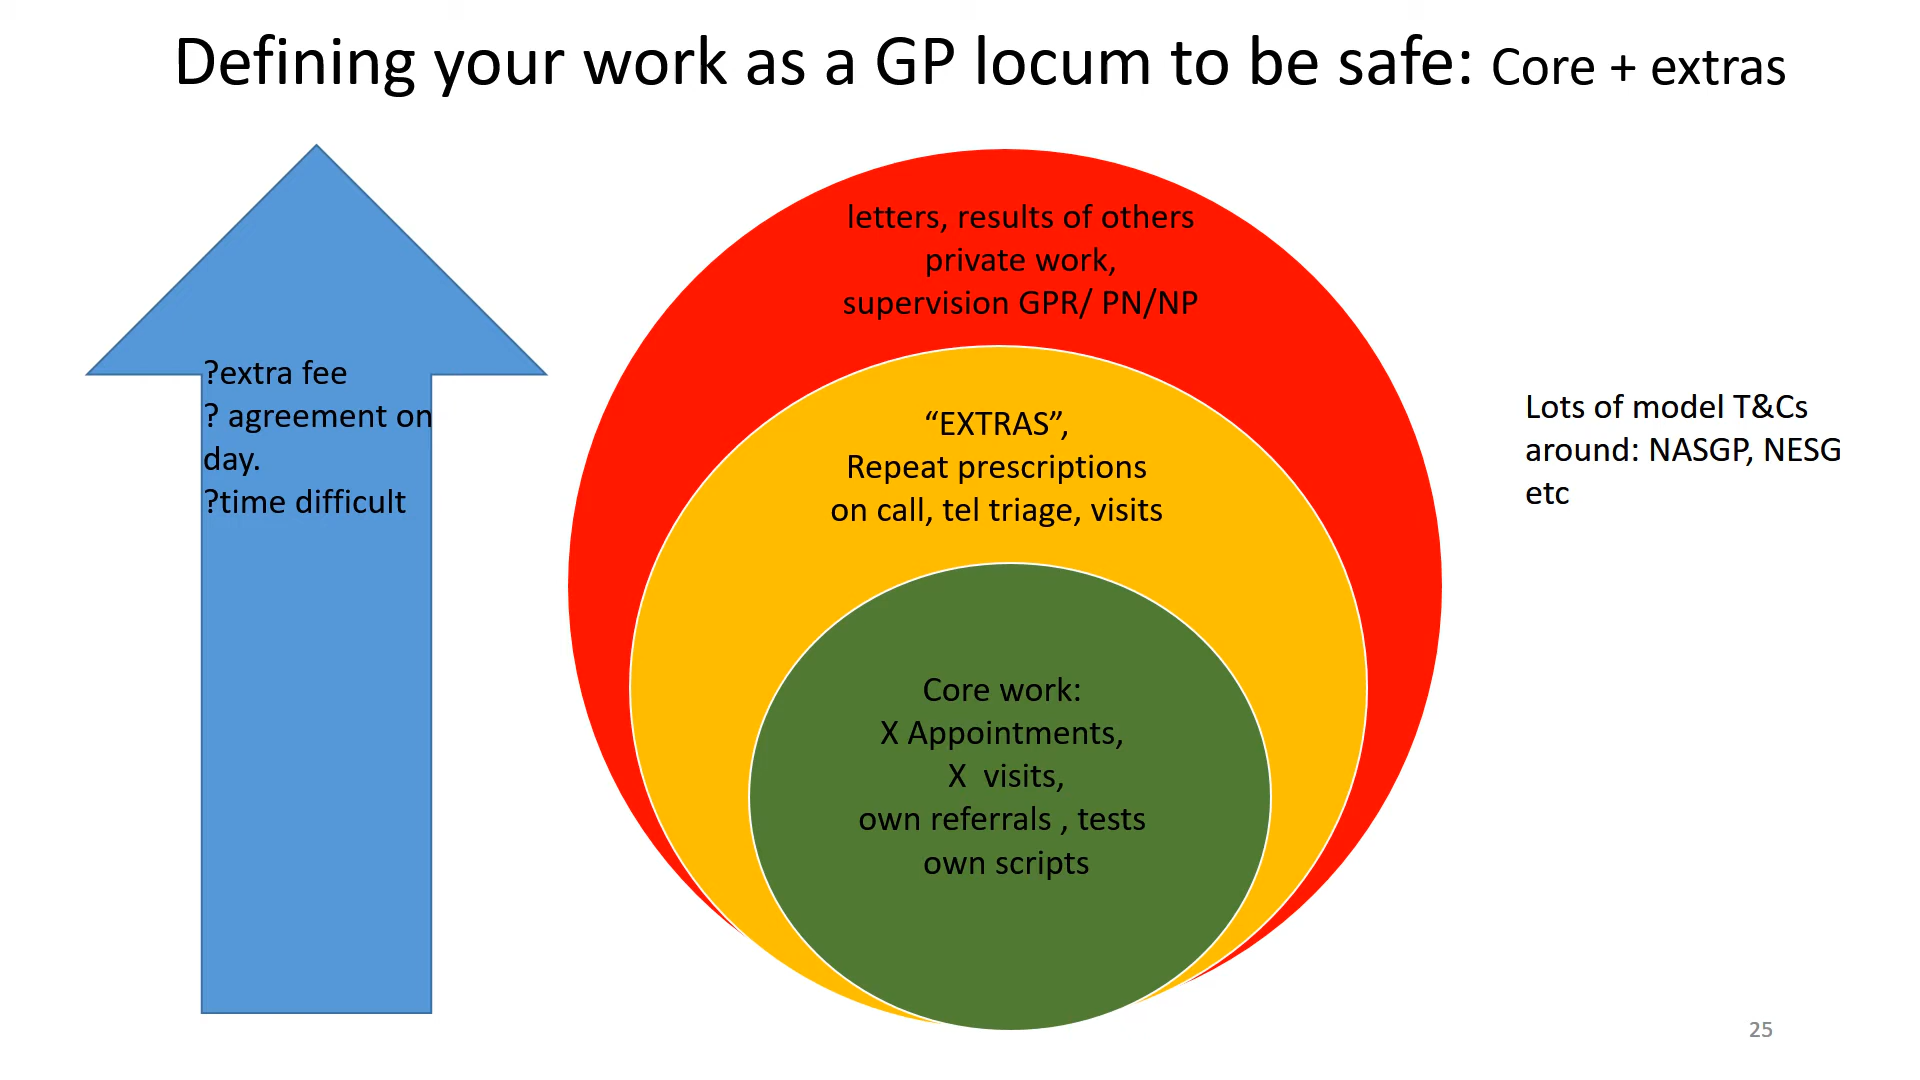 Defining your work as a GP locum to be safe: Core + extras
?extra fee
? agreement on
day.
?time difficult
letters, results of others
private work,
supervision GPR/ PN/NP
“EXTRAS”,
Repeat prescriptions
on call, tel triage, visits
Core work:
X Appointments,
X  visits,
own referrals , tests
own scripts
Lots of model T&Cs
around: NASGP, NESG
etc
25